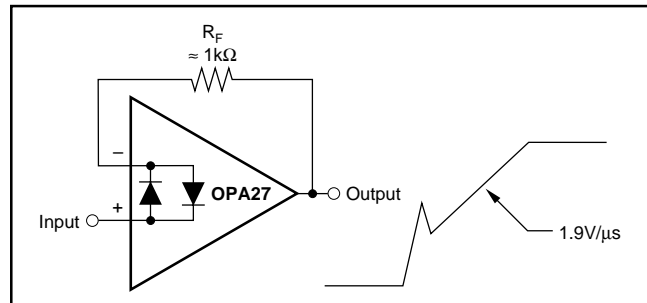 R_F
≈ 1kΩ
–
OPA27
Output
+
Input
1.9V/µs